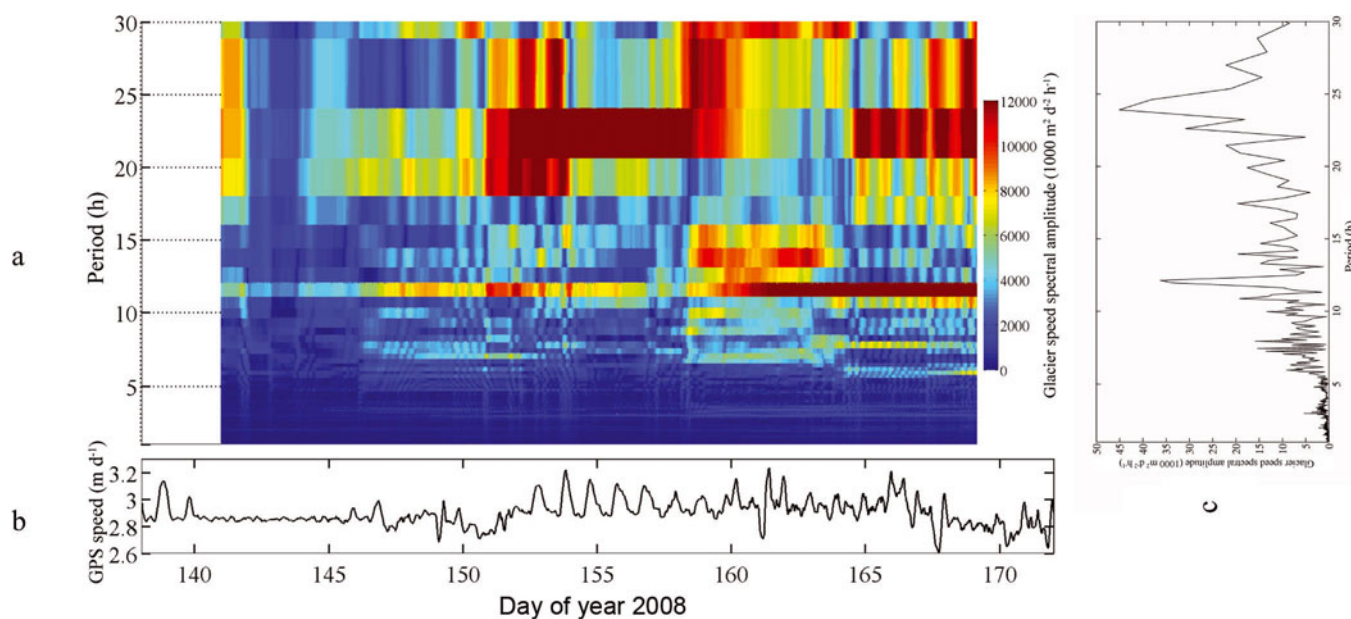 a
Period (h)
30
25
20
15
10
5
12000
10000
8000
6000
4000
2000
0
Glacier speed spectral amplitude (1000 m² d⁻² h⁻¹)
b
GPS speed (m d⁻¹)
3.2
3
2.8
2.6
140 145 150 155 160 165 170
Day of year 2008
c
Glacier speed spectral amplitude (1000 m² d⁻² h⁻¹)
50 45 40 35 30 25 20 15 10 5 0
Period (h)
5 10 15 20 25 30